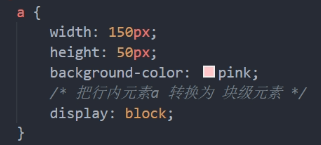 a {
width: 150px;
height: 50px;
background-color: pink;
/* 把行内元素a 转换为 块级元素 */
display: block;
}